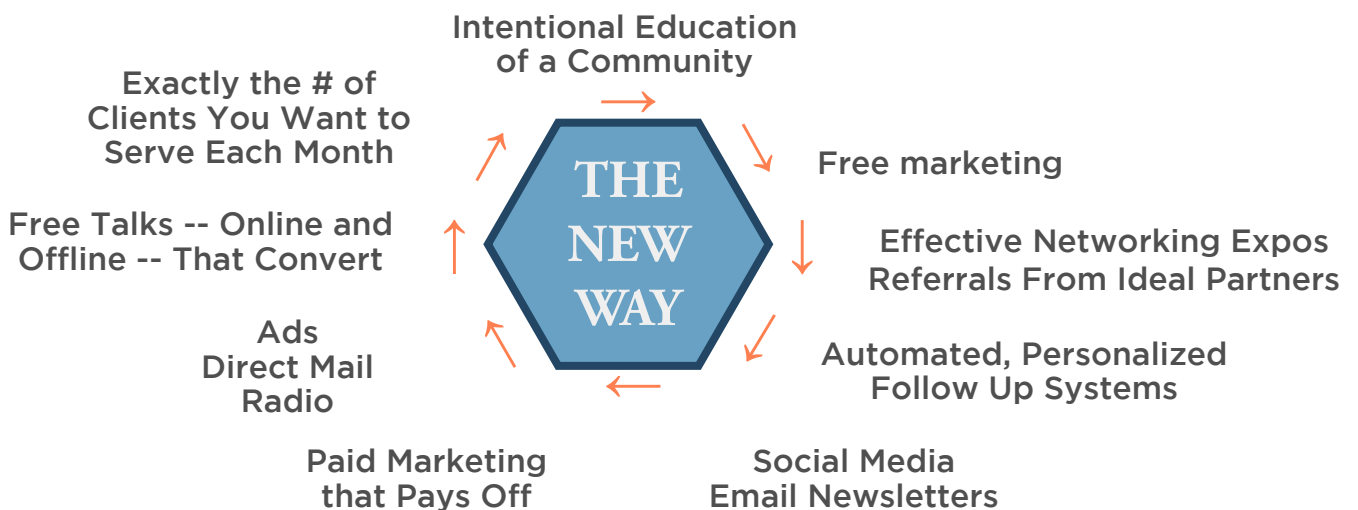 Intentional Education
of a Community
Free marketing
Effective Networking Expos
Referrals From Ideal Partners
Automated, Personalized
Follow Up Systems
Social Media
Email Newsletters
Paid Marketing
that Pays Off
Ads
Direct Mail
Radio
Free Talks -- Online and
Offline -- That Convert
Exactly the # of
Clients You Want to
Serve Each Month
THE
NEW
WAY